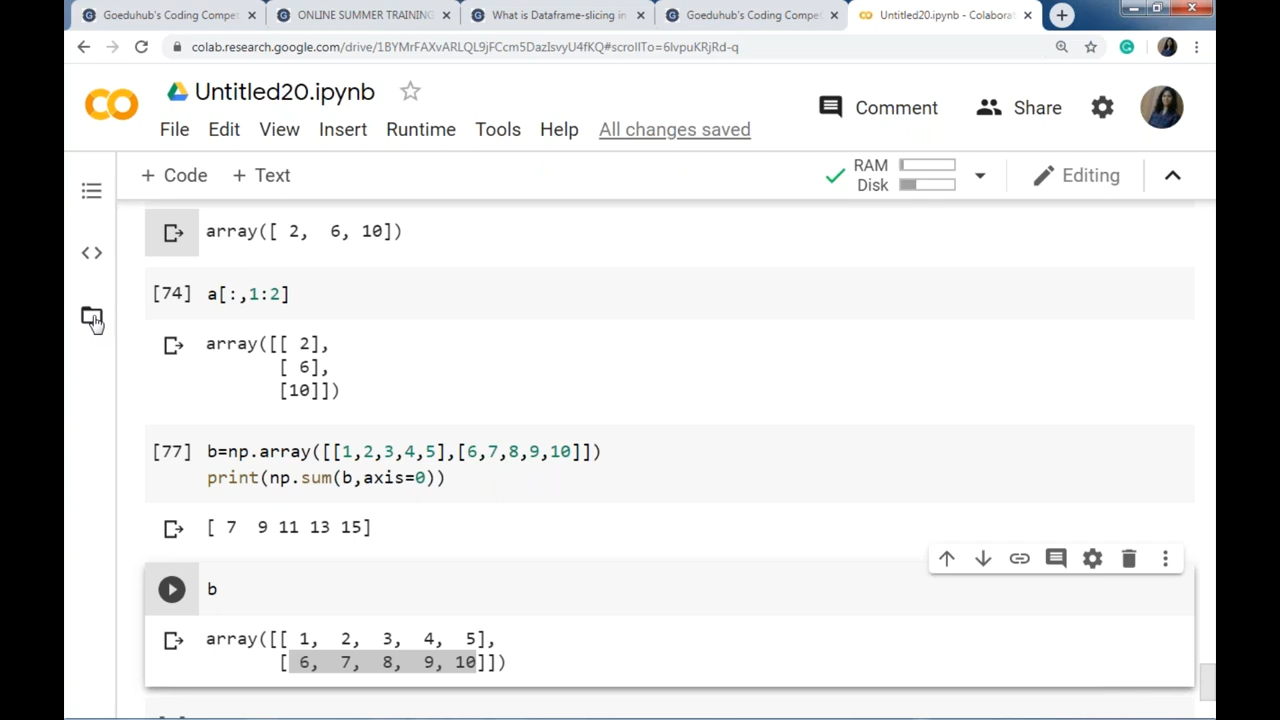 Goeduhub's Coding Compet
ONLINE SUMMER TRAINING
What is Dataframe-slicing in
Goeduhub's Coding Compet
Untitled20.ipynb - Colaborat
colab.research.google.com/drive/1BYMrFAXvARLQL9jFCcm5DazIsvyU4fKQ#scrollTo=6IvpuKRjRd-q
Untitled20.ipynb
File Edit View Insert Runtime Tools Help All changes saved
Comment Share
+ Code + Text
RAM
Disk
Editing
array([ 2,  6, 10])
[74] a[:,1:2]
array([[ 2],
[ 6],
[10]])
[77] b=np.array([[1,2,3,4,5],[6,7,8,9,10]])
print(np.sum(b,axis=0))
[ 7  9 11 13 15]
b
array([[ 1,  2,  3,  4,  5],
[ 6,  7,  8,  9, 10]])